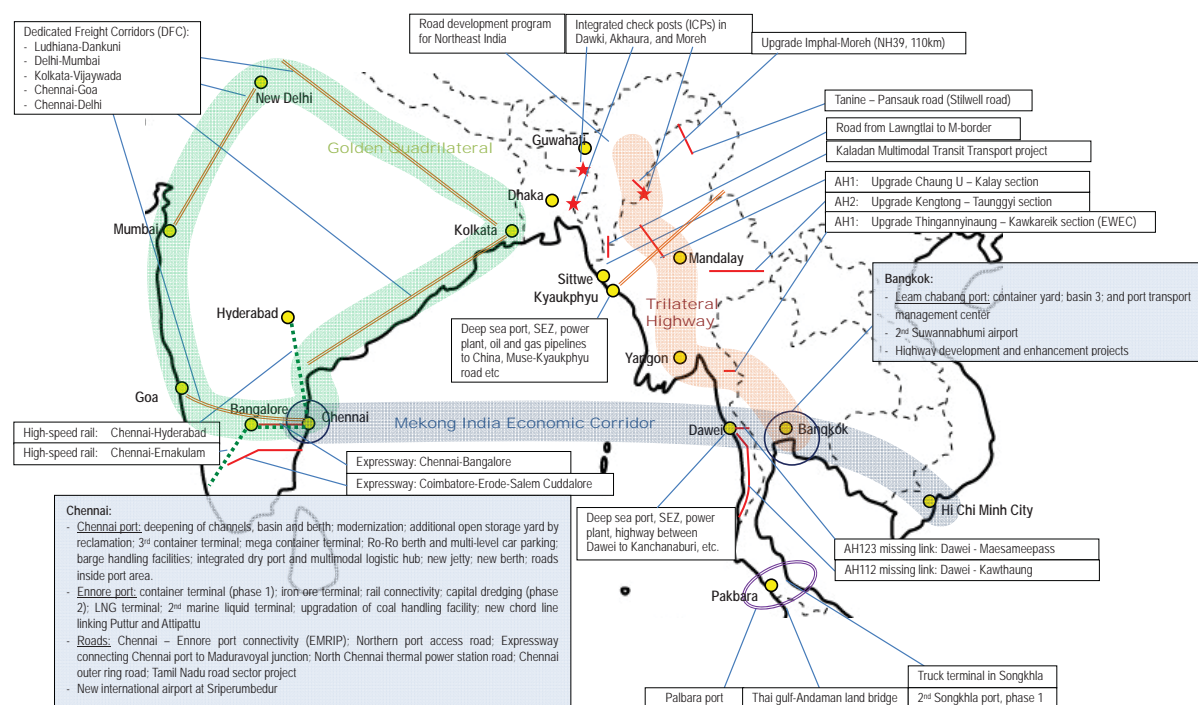 Dedicated Freight Corridors (DFC):
- Ludhiana-Dankuni
- Delhi-Mumbai
- Kolkata-Vijaywada
- Chennai-Goa
- Chennai-Delhi
Road development program
for Northeast India
Integrated check posts (ICPs) in
Dawki, Akhaura, and Moreh
Upgrade Imphal-Moreh (NH39, 110km)
Tanine – Pansauk road (Stilwell road)
Road from Lawngtlai to M-border
Kaladan Multimodal Transit Transport project
AH1: Upgrade Chaung U – Kalay section
AH2: Upgrade Kengtong – Taunggyi section
AH1: Upgrade Thingannyinaung – Kawkareik section (EWEC)
New Delhi
Golden Quadrilateral
Guwahati
Dhaka
Mumbai
Kolkata
Mandalay
Sittwe
Kyaukphyu
Hyderabad
Trilateral
Highway
Bangkok:
- Leam chabang port: container yard; basin 3; and port transport
management center
- 2nd Suwannabhumi airport
- Highway development and enhancement projects
Deep sea port, SEZ, power
plant, oil and gas pipelines
to China, Muse-Kyaukphyu
road etc
Yangon
Goa
Bangalore
Chennai
Mekong India Economic Corridor
Dawei
Bangkok
High-speed rail: Chennai-Hyderabad
High-speed rail: Chennai-Ernakulam
Expressway: Chennai-Bangalore
Expressway: Coimbatore-Erode-Salem Cuddalore
Hi Chi Minh City
Chennai:
- Chennai port: deepening of channels, basin and berth; modernization; additional open storage yard by
reclamation; 3rd container terminal; mega container terminal; Ro-Ro berth and multi-level car parking;
barge handling facilities; integrated dry port and multimodal logistic hub; new jetty; new berth; roads
inside port area.
- Ennore port: container terminal (phase 1); iron ore terminal; rail connectivity; capital dredging (phase
2); LNG terminal; 2nd marine liquid terminal; upgradation of coal handling facility; new chord line
linking Puttur and Attipattu
- Roads: Chennai – Ennore port connectivity (EMRIP); Northern port access road; Expressway
connecting Chennai port to Maduravoyal junction; North Chennai thermal power station road; Chennai
outer ring road; Tamil Nadu road sector project
- New international airport at Sriperumbedur
Deep sea port, SEZ, power
plant, highway between
Dawei to Kanchanaburi, etc.
AH123 missing link: Dawei - Maesameepass
AH112 missing link: Dawei - Kawthaung
Pakbara
Truck terminal in Songkhla
Palbara port
Thai gulf-Andaman land bridge
2nd Songkhla port, phase 1